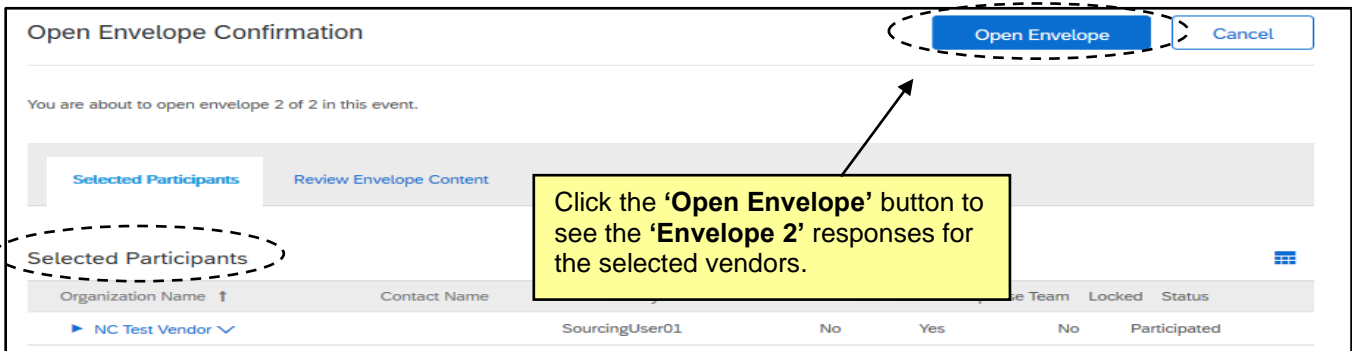 Open Envelope Confirmation
Open Envelope
Cancel
You are about to open envelope 2 of 2 in this event.
Selected Participants
Review Envelope Content
Click the ‘Open Envelope’ button to
see the ‘Envelope 2’ responses for
the selected vendors.
Selected Participants
Organization Name ↑ Contact Name Team Locked Status
NC Test Vendor SourcingUser01 No Yes No Participated